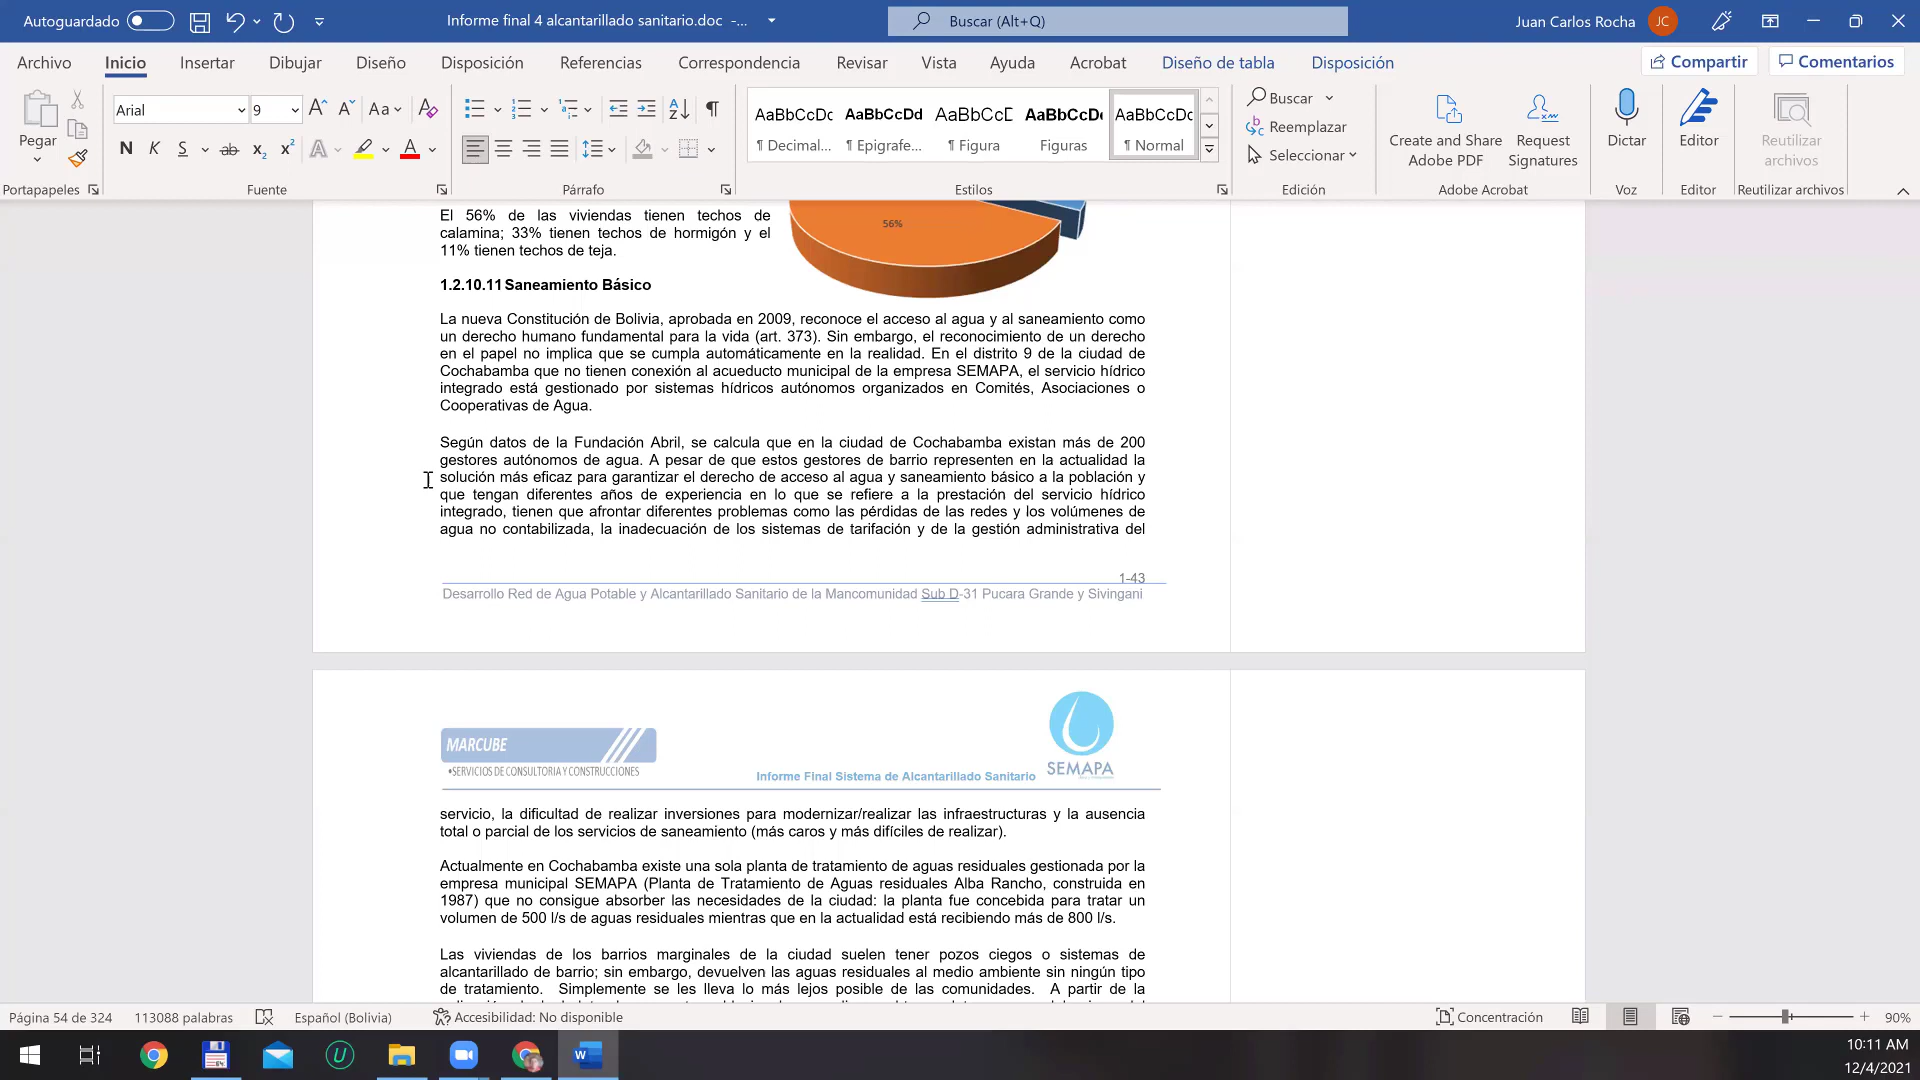 Autoguardado
Informe final 4 alcantarillado sanitario.doc -...
Buscar (Alt+Q)
Juan Carlos Rocha
JC
Archivo
Inicio
Insertar
Dibujar
Diseño
Disposición
Referencias
Correspondencia
Revisar
Vista
Ayuda
Acrobat
Diseño de tabla
Disposición
Compartir
Comentarios
Pegar
Portapapeles
Arial
9
Aa
N K S ab x₂ x² A A
Fuente
Párrafo
AaBbCcDc
¶ Decimal...
AaBbCcDd
¶ Epigrafe...
AaBbCcD
¶ Figura
AaBbCcDc
Figuras
AaBbCcDc
¶ Normal
Estilos
Buscar
Reemplazar
Seleccionar
Edición
Create and Share
Adobe PDF
Request
Signatures
Adobe Acrobat
Dictar
Voz
Editor
Editor
Reutilizar
archivos
Reutilizar archivos
El 56% de las viviendas tienen techos de
calamina; 33% tienen techos de hormigón y el
11% tienen techos de teja.
56%
1.2.10.11 Saneamiento Básico
La nueva Constitución de Bolivia, aprobada en 2009, reconoce el acceso al agua y al saneamiento como
un derecho humano fundamental para la vida (art. 373). Sin embargo, el reconocimiento de un derecho
en el papel no implica que se cumpla automáticamente en la realidad. En el distrito 9 de la ciudad de
Cochabamba que no tienen conexión al acueducto municipal de la empresa SEMAPA, el servicio hídrico
integrado está gestionado por sistemas hídricos autónomos organizados en Comités, Asociaciones o
Cooperativas de Agua.
Según datos de la Fundación Abril, se calcula que en la ciudad de Cochabamba existan más de 200
gestores autónomos de agua. A pesar de que estos gestores de barrio representen en la actualidad la
solución más eficaz para garantizar el derecho de acceso al agua y saneamiento básico a la población y
que tengan diferentes años de experiencia en lo que se refiere a la prestación del servicio hídrico
integrado, tienen que afrontar diferentes problemas como las pérdidas de las redes y los volúmenes de
agua no contabilizada, la inadecuación de los sistemas de tarifación y de la gestión administrativa del
1-43
Desarrollo Red de Agua Potable y Alcantarillado Sanitario de la Mancomunidad Sub D-31 Pucara Grande y Sivingani
MARCUBE
•SERVICIOS DE CONSULTORIA Y CONSTRUCCIONES
Informe Final Sistema de Alcantarillado Sanitario
SEMAPA
servicio, la dificultad de realizar inversiones para modernizar/realizar las infraestructuras y la ausencia
total o parcial de los servicios de saneamiento (más caros y más difíciles de realizar).
Actualmente en Cochabamba existe una sola planta de tratamiento de aguas residuales gestionada por la
empresa municipal SEMAPA (Planta de Tratamiento de Aguas residuales Alba Rancho, construida en
1987) que no consigue absorber las necesidades de la ciudad: la planta fue concebida para tratar un
volumen de 500 l/s de aguas residuales mientras que en la actualidad está recibiendo más de 800 l/s.
Las viviendas de los barrios marginales de la ciudad suelen tener pozos ciegos o sistemas de
alcantarillado de barrio; sin embargo, devuelven las aguas residuales al medio ambiente sin ningún tipo
de tratamiento. Simplemente se les lleva lo más lejos posible de las comunidades. A partir de la
Página 54 de 324
113088 palabras
Español (Bolivia)
Accesibilidad: No disponible
Concentración
90%
10:11 AM
12/4/2021